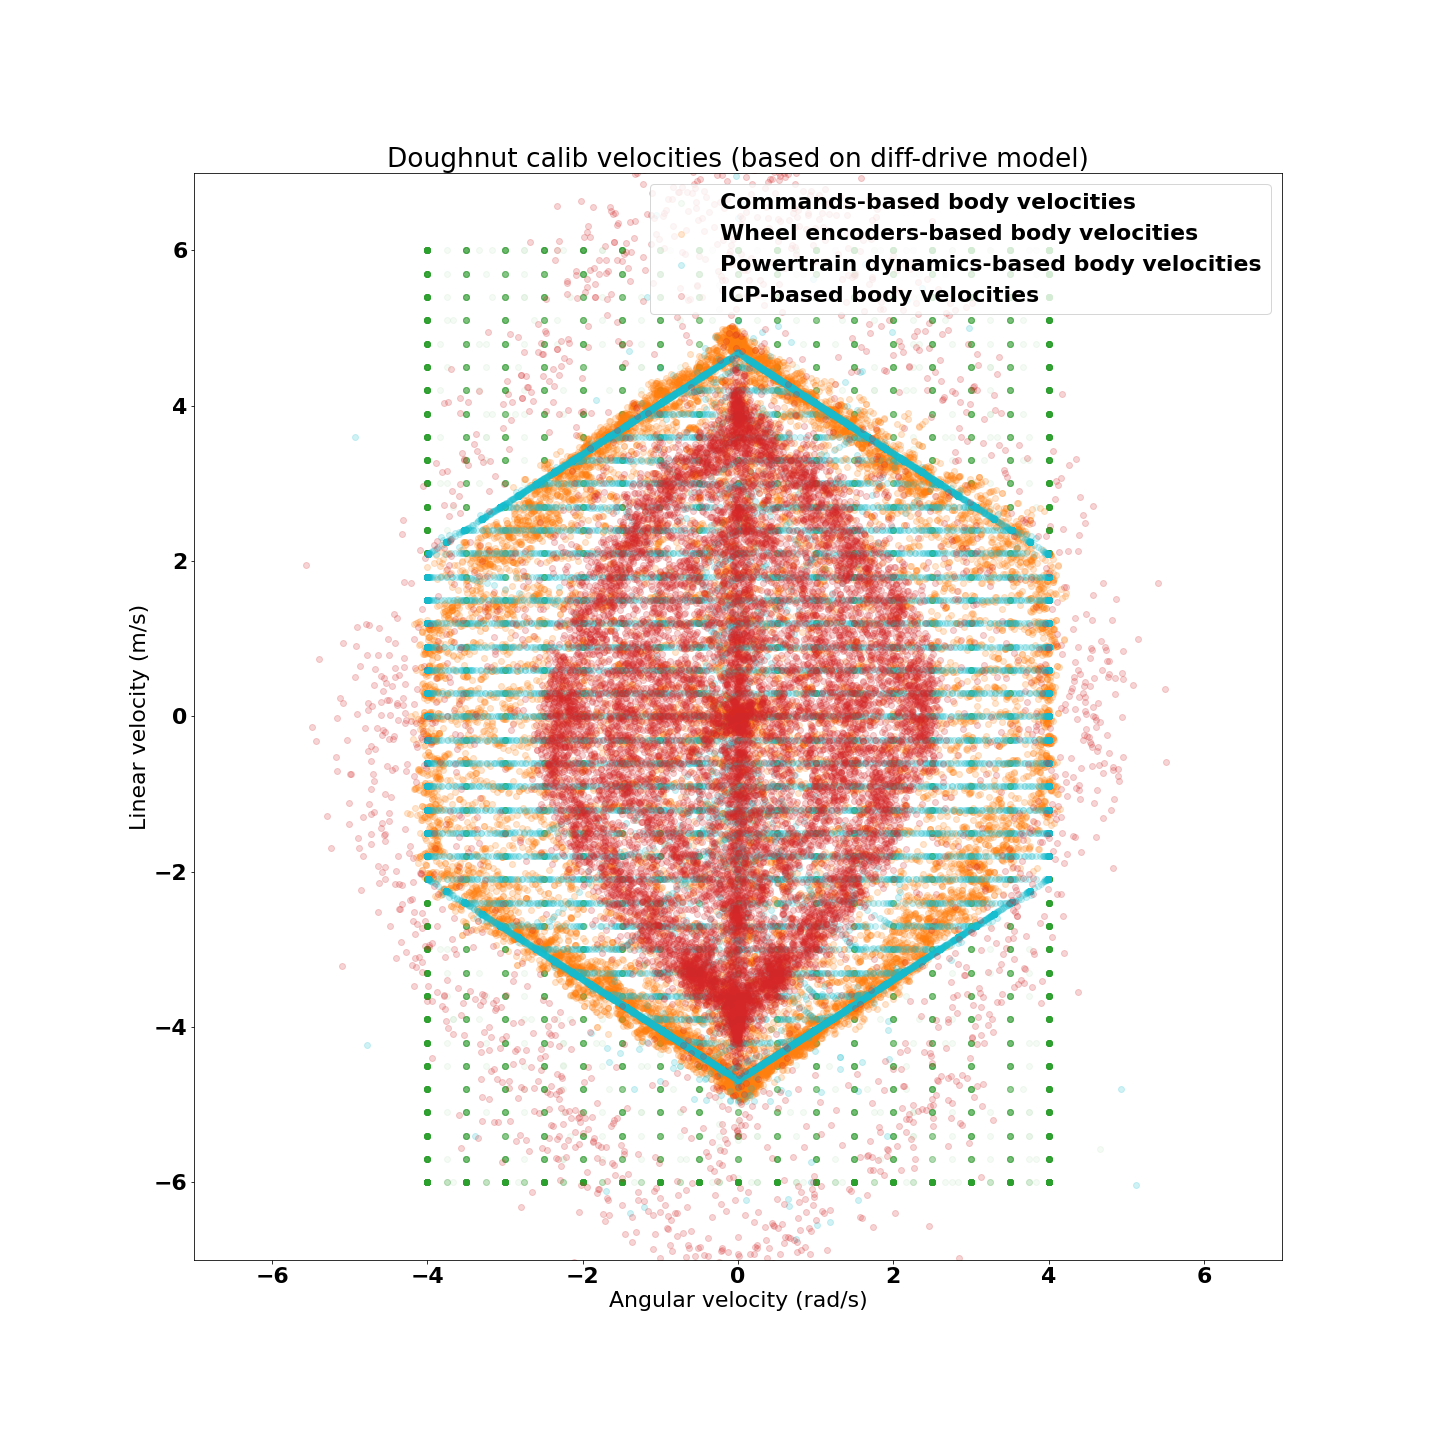 Doughnut calib velocities (based on diff-drive model)
Commands-based body velocities
Wheel encoders-based body velocities
Powertrain dynamics-based body velocities
ICP-based body velocities
6
4
2
0
−2
−4
−6
Linear velocity (m/s)
−6 −4 −2 0 2 4 6
Angular velocity (rad/s)